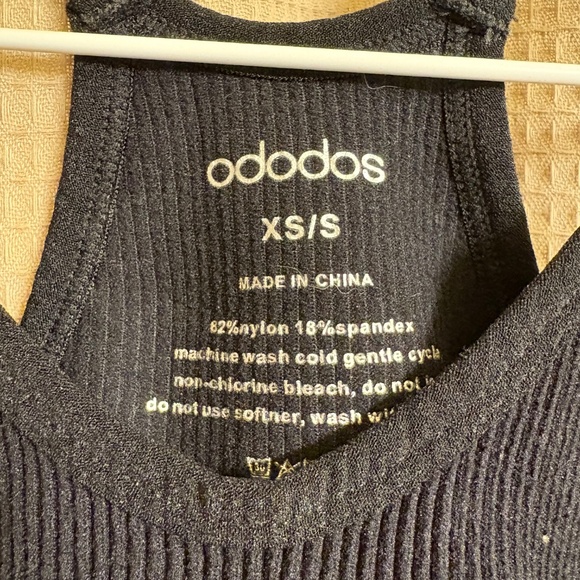 ododos
XS/S
MADE IN CHINA
82%nylon 18%spandex
machine wash cold gentle cycle
non-chlorine bleach, do not
do not use softner, wash
30